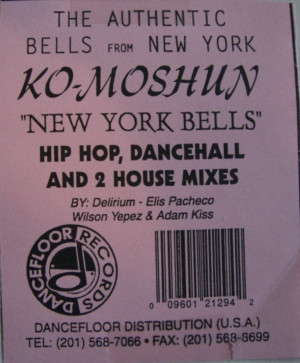 THE AUTHENTIC
BELLS FROM NEW YORK
KO-MOSHUN
"NEW YORK BELLS"
HIP HOP, DANCEHALL
AND 2 HOUSE MIXES
BY: Delirium - Elis Pacheco
Wilson Yepez & Adam Kiss
DANCEFLOOR RECORDS
0 09601 21294 2
DANCEFLOOR DISTRIBUTION (U.S.A.)
TEL: (201) 568-7066 • FAX: (201) 568-8699